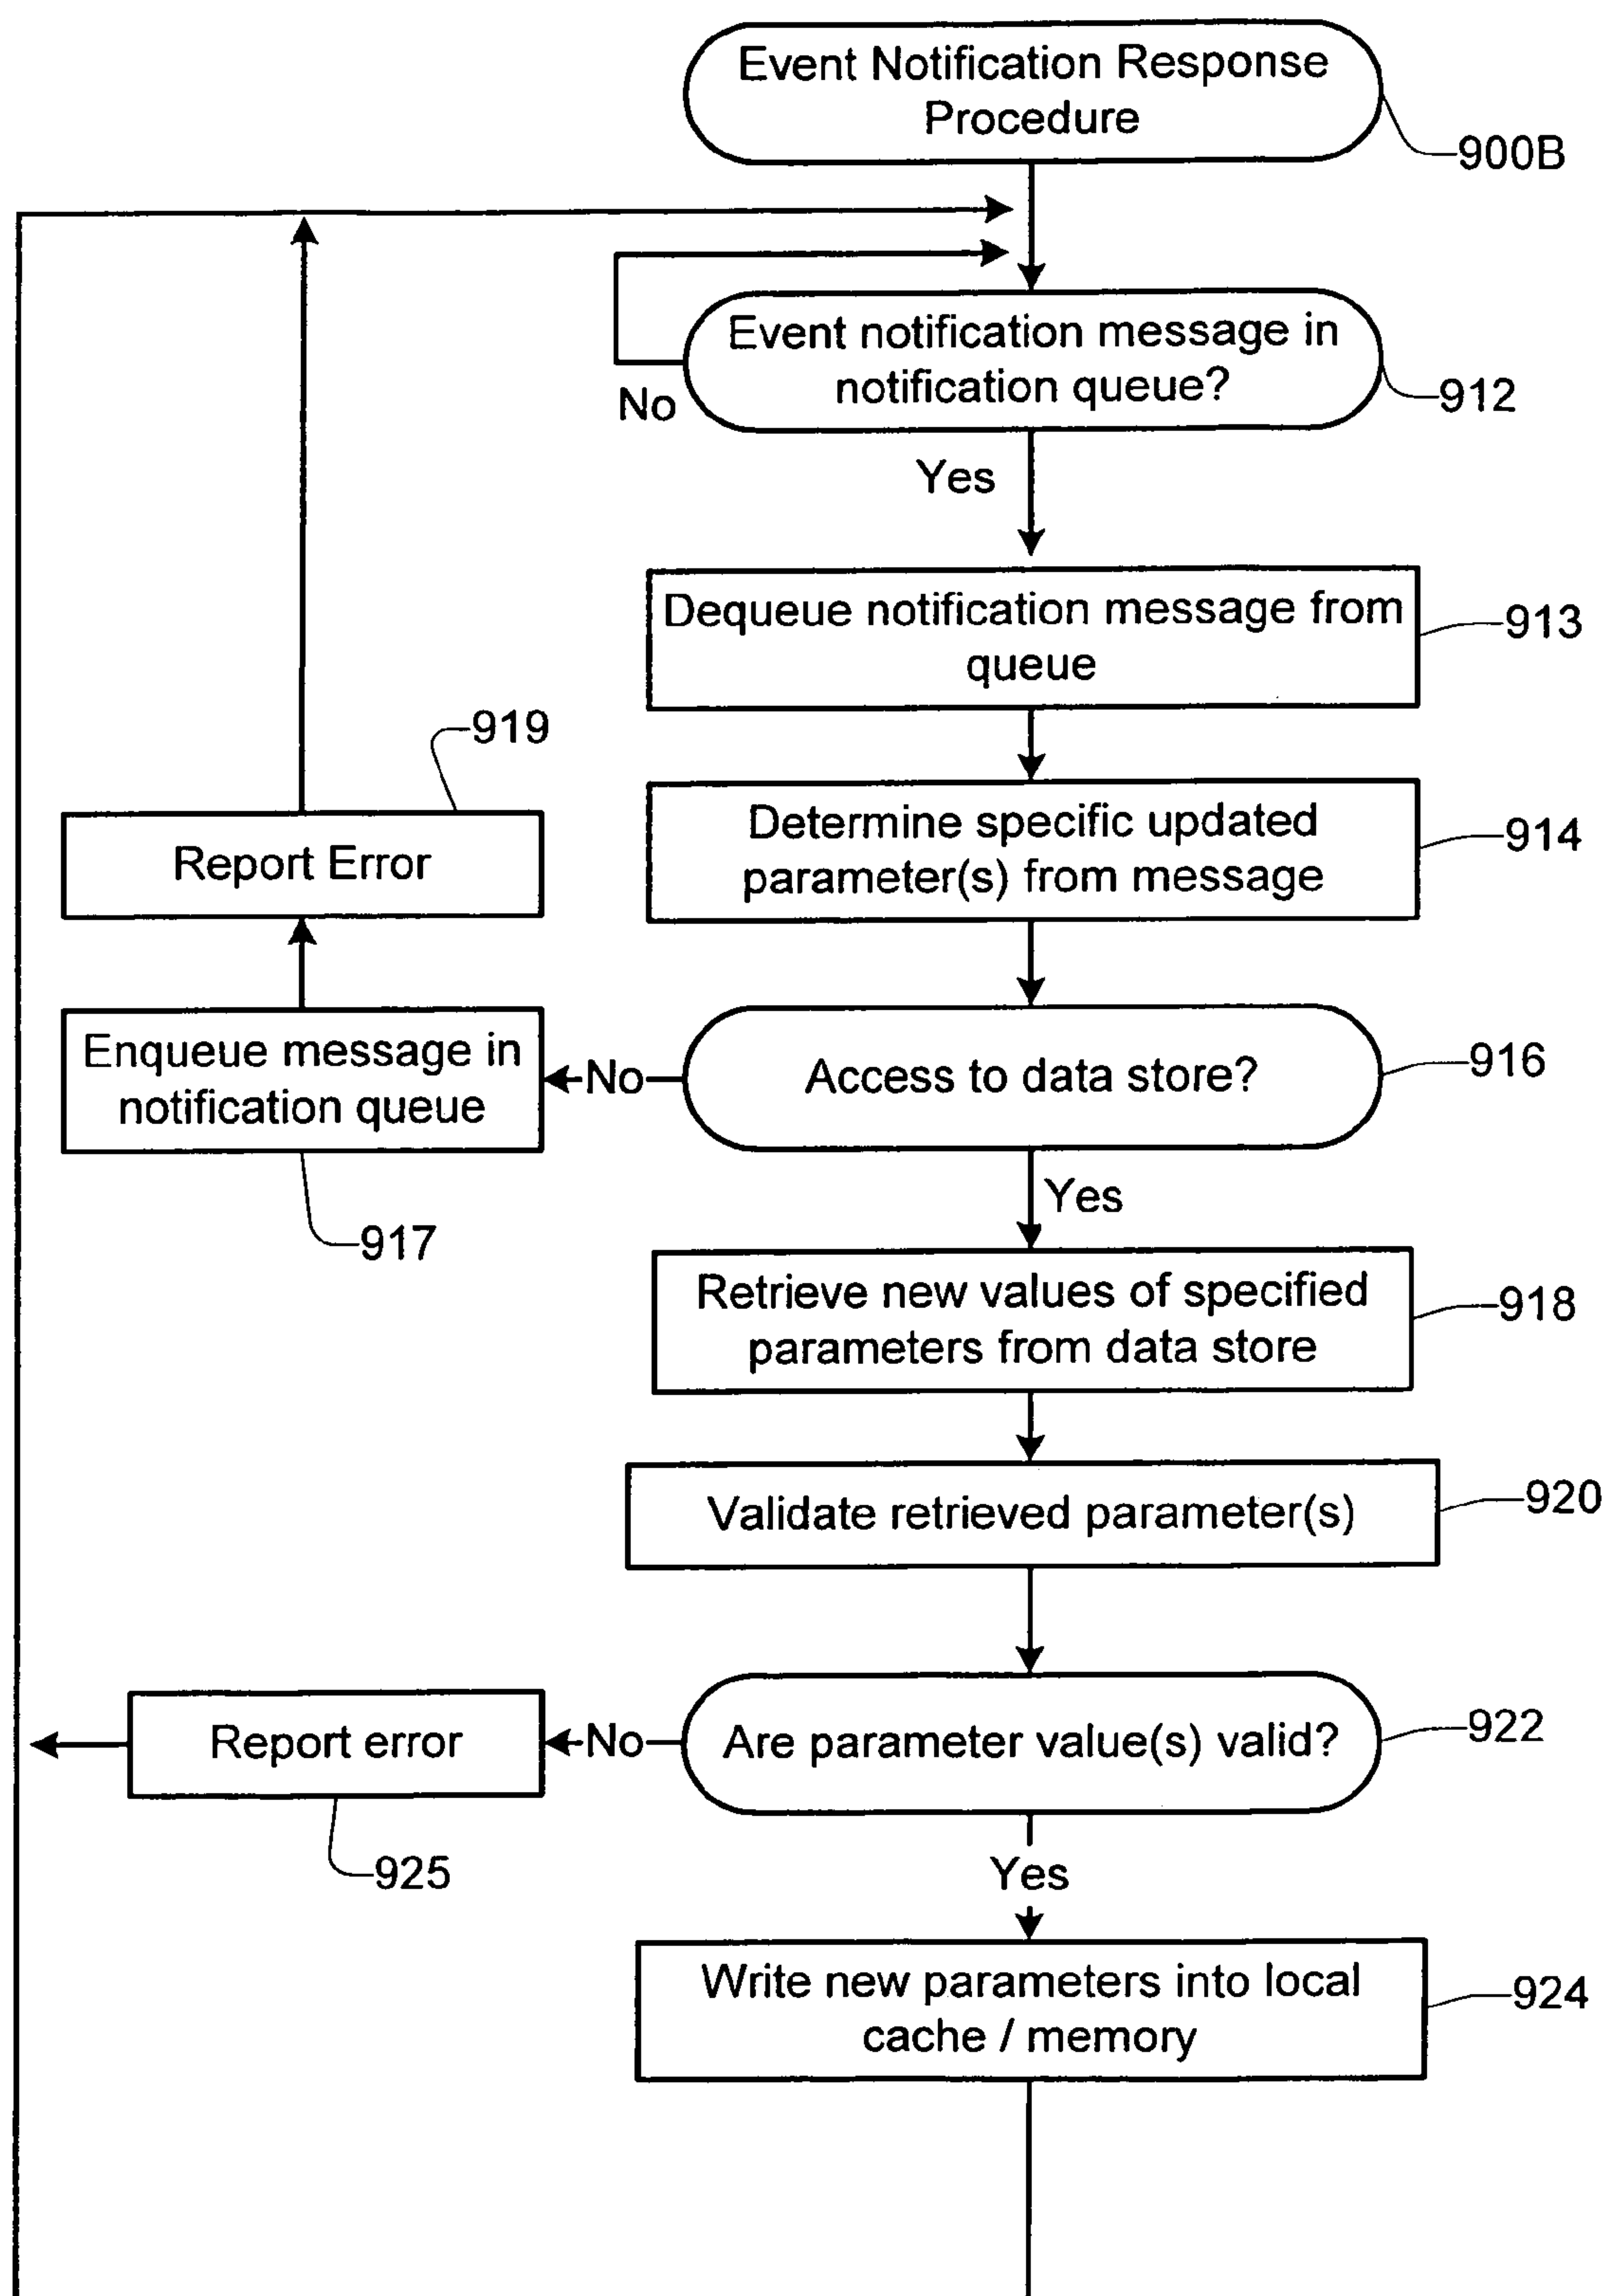 Event Notification Response
Procedure
900B
Event notification message in
notification queue?
912
No
Yes
Dequeue notification message from
queue
913
919
Determine specific updated
parameter(s) from message
914
Report Error
Enqueue message in
notification queue
No
Access to data store?
916
917
Yes
Retrieve new values of specified
parameters from data store
918
Validate retrieved parameter(s)
920
Report error
No
Are parameter value(s) valid?
922
925
Yes
Write new parameters into local
cache / memory
924